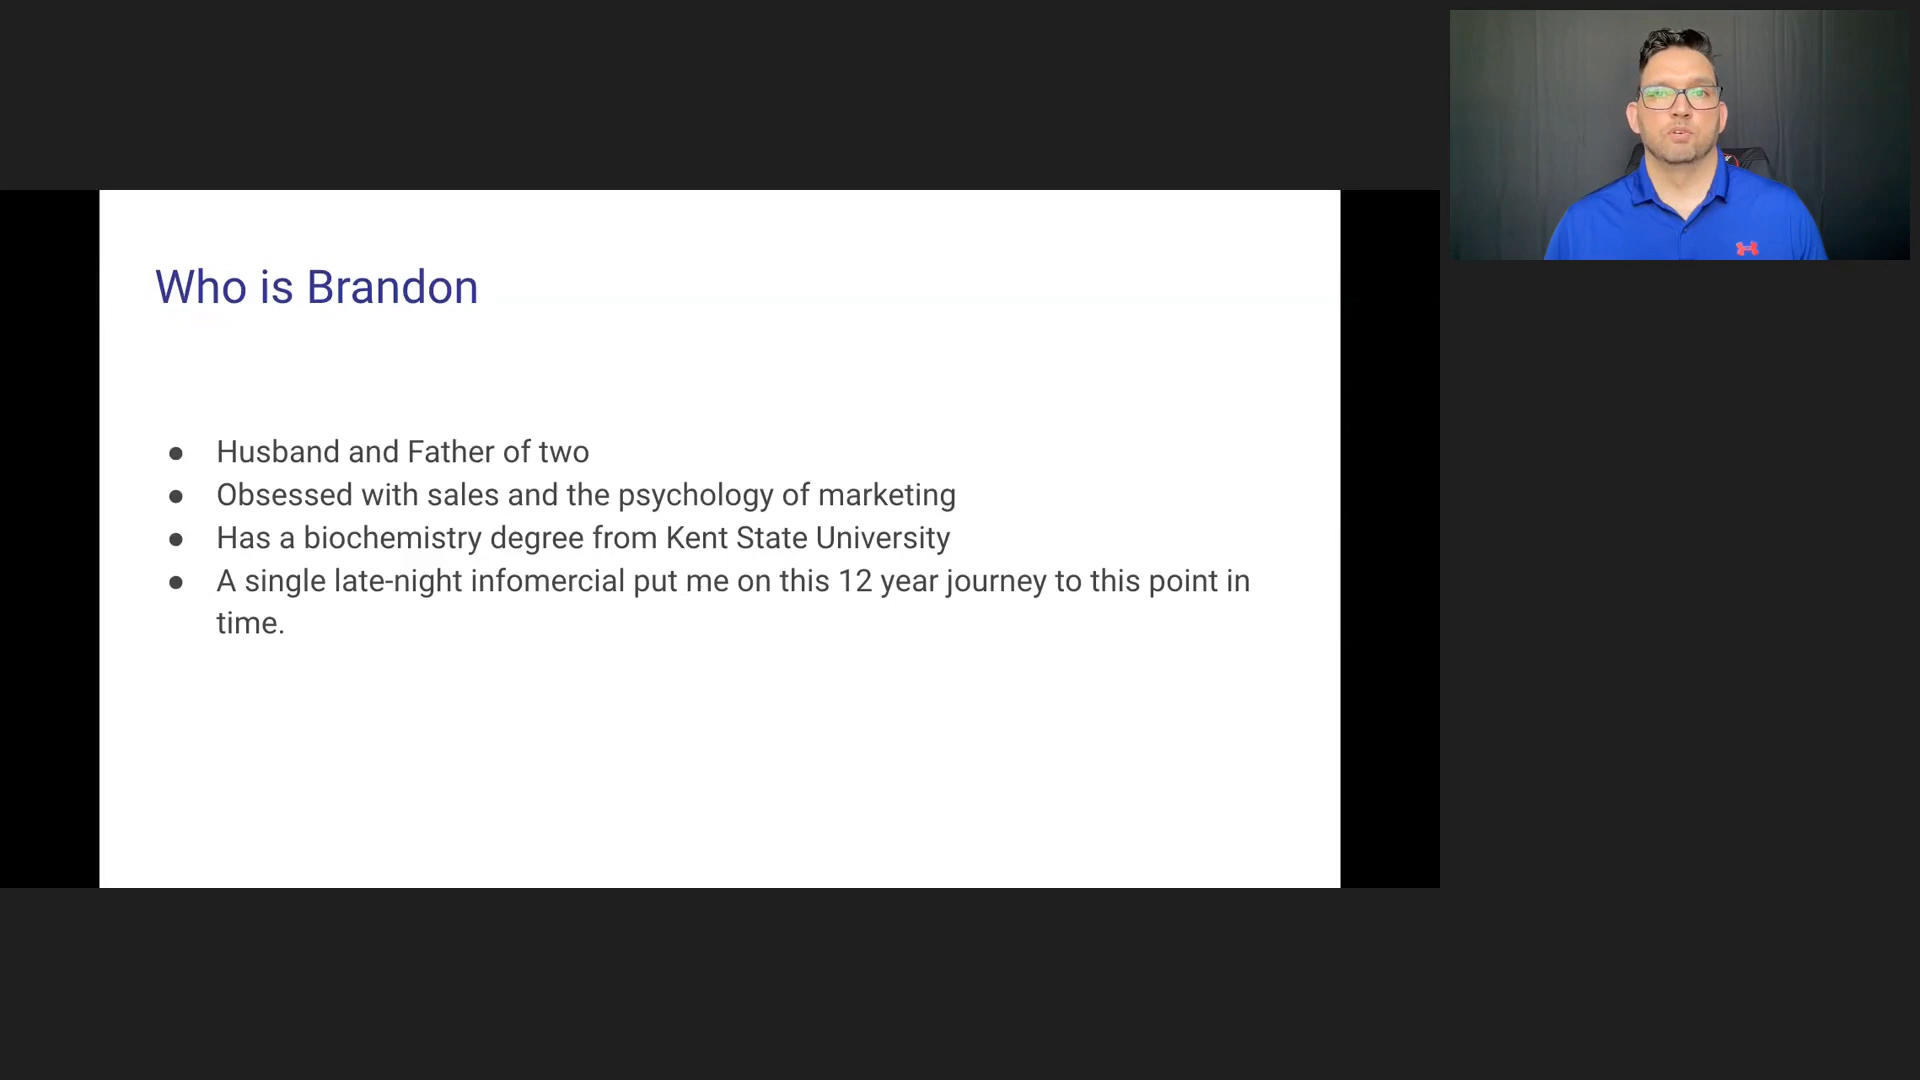 Who is Brandon
● Husband and Father of two
● Obsessed with sales and the psychology of marketing
● Has a biochemistry degree from Kent State University
● A single late-night infomercial put me on this 12 year journey to this point in
time.